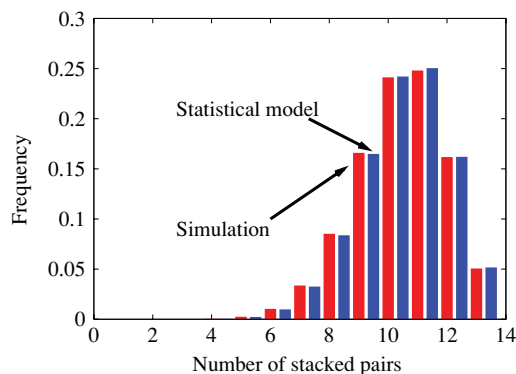 0.3
0.25
0.2
0.15
0.1
0.05
0
Frequency
Statistical model
Simulation
0 2 4 6 8 10 12 14
Number of stacked pairs